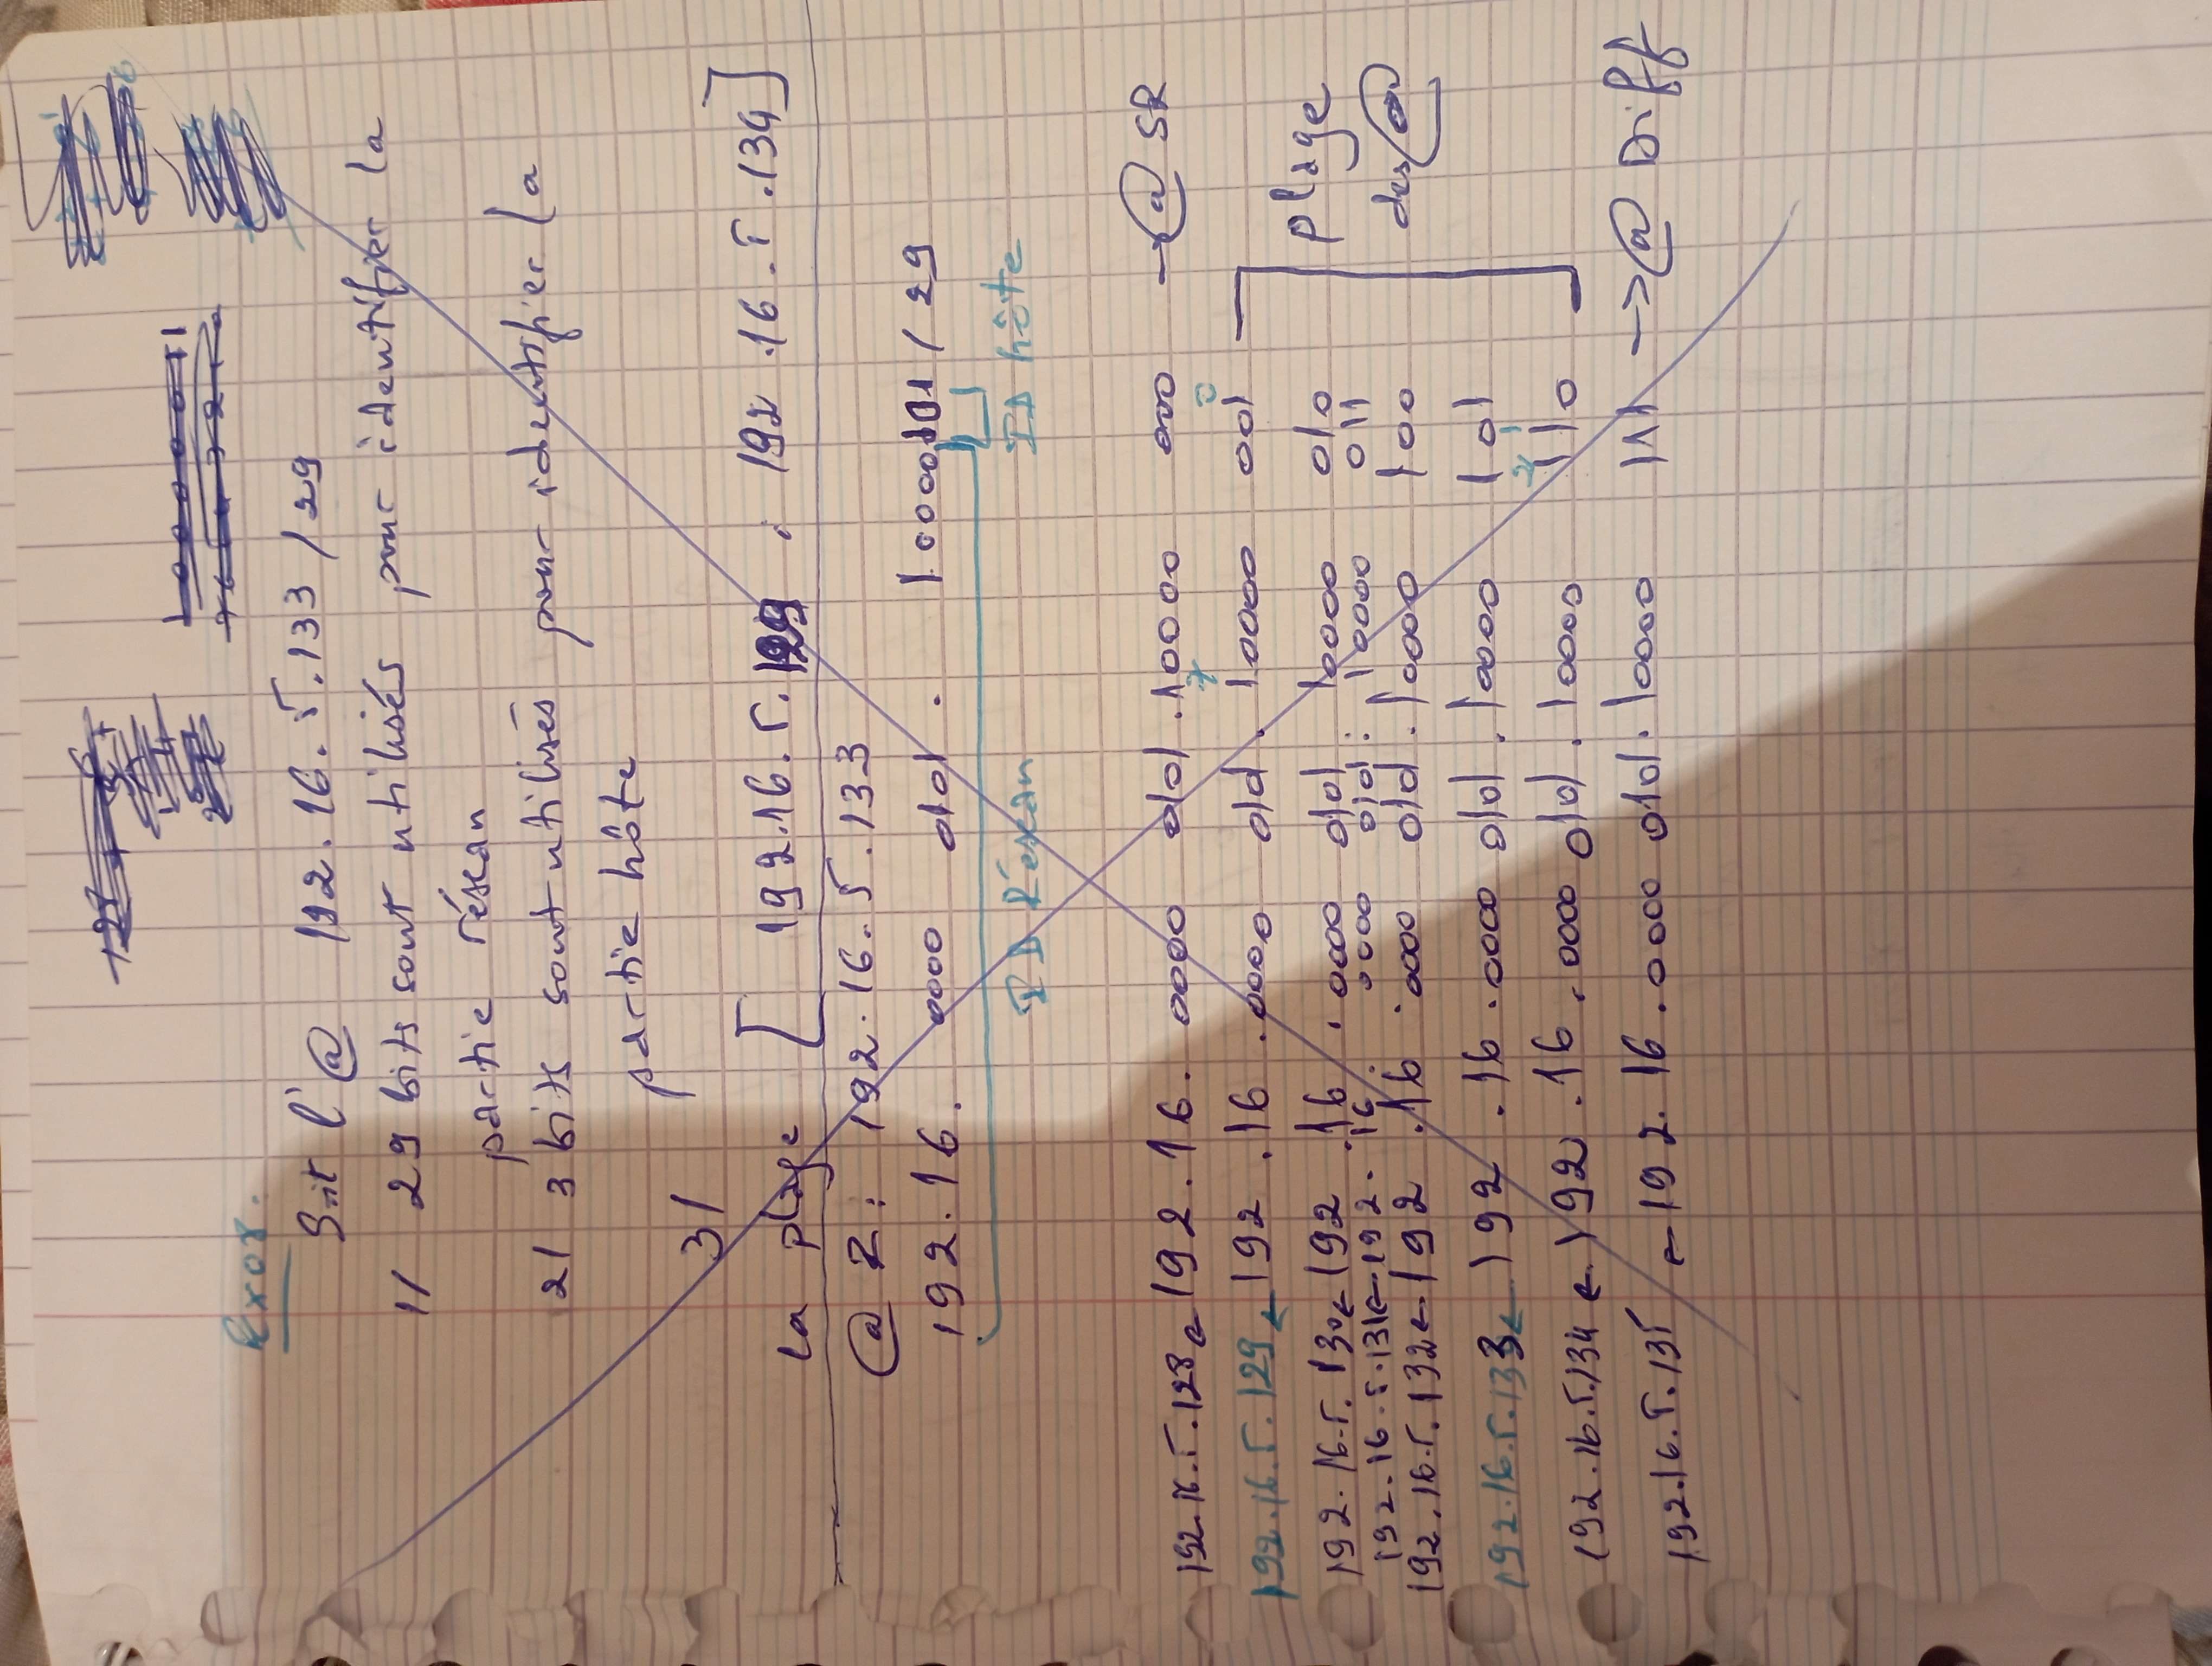 Exo8.
Soit l'@ 192.16.5.133 / 29
1/ 29 bits sont utilisés pour identifier la
partie réseau
2/ 3 bits sont utilisés pour identifier la
partie hôte
3/
la plage [ 192.16.5.129 ; 192.16.5.134]
@ 2 : 192.16.5.133
192.16. 0000 0101 . 10000101 / 29
ID Réseau ID hôte
192.16.5.128 ← 192.16. 0000 0101 .10000 000 → @ SR
192.16.5.129 ← 192.16.0000 0101. 10000 001
192.16.5.130 ← 192.16.0000 0101 10000 010 plage
192.16.5.131 ← 192.16.0000 0101. 10000 011
192.16.5.132 ← 192.16.0000 0101. 10000 100 des @
192.16.5.133 ← 192.16.0000 0101. 10000 101
192.16.5.134 ← 192.16.0000 0101. 10000 110
192.16.5.135 ← 192.16.0000 0101. 10000 111 → @ Diff